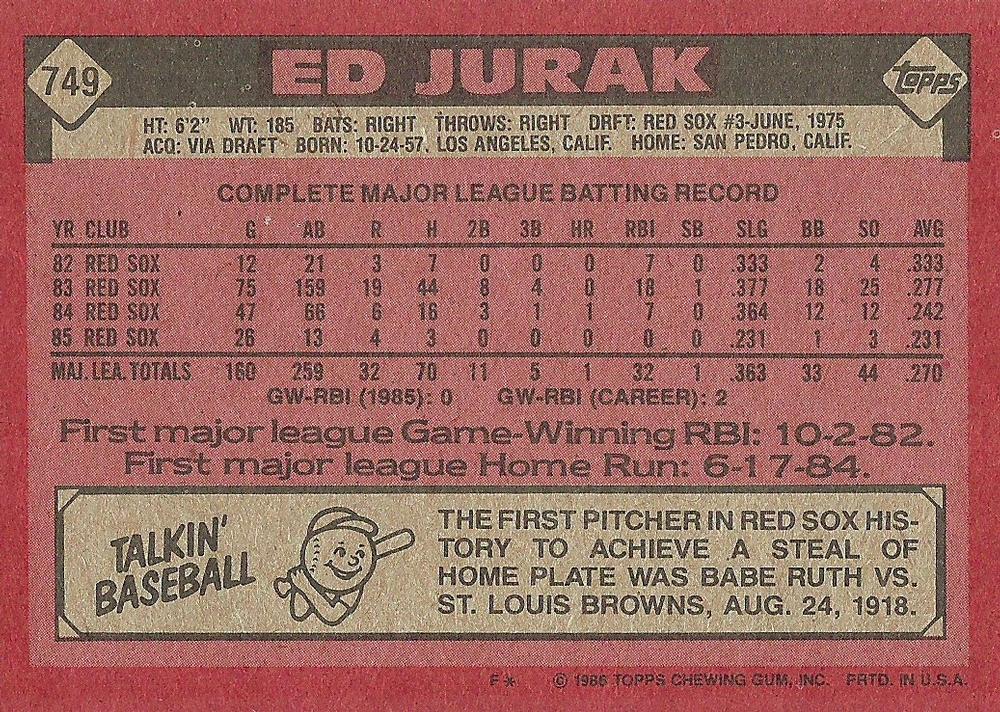 749 ED JURAK TOPPS
HT: 6'2" WT: 185 BATS: RIGHT THROWS: RIGHT DRFT: RED SOX #3-JUNE, 1975
ACQ: VIA DRAFT BORN: 10-24-57, LOS ANGELES, CALIF. HOME: SAN PEDRO, CALIF.
COMPLETE MAJOR LEAGUE BATTING RECORD
YR CLUB G AB R H 2B 3B HR RBI SB SLG BB SO AVG
82 RED SOX 12 21 3 7 0 0 0 7 0 .333 2 4 .333
83 RED SOX 75 159 19 44 8 4 0 18 1 .377 18 25 .277
84 RED SOX 47 66 6 16 3 1 1 7 0 .364 12 12 .242
85 RED SOX 26 13 4 3 0 0 0 0 0 .231 1 3 .231
MAJ. LEA. TOTALS 160 259 32 70 11 5 1 32 1 .363 33 44 .270
GW-RBI (1985): 0 GW-RBI (CAREER): 2
First major league Game-Winning RBI: 10-2-82.
First major league Home Run: 6-17-84.
TALKIN'
BASEBALL
THE FIRST PITCHER IN RED SOX HIS-
TORY TO ACHIEVE A STEAL OF
HOME PLATE WAS BABE RUTH VS.
ST. LOUIS BROWNS, AUG. 24, 1918.
F* © 1986 TOPPS CHEWING GUM, INC. PRTD. IN U.S.A.